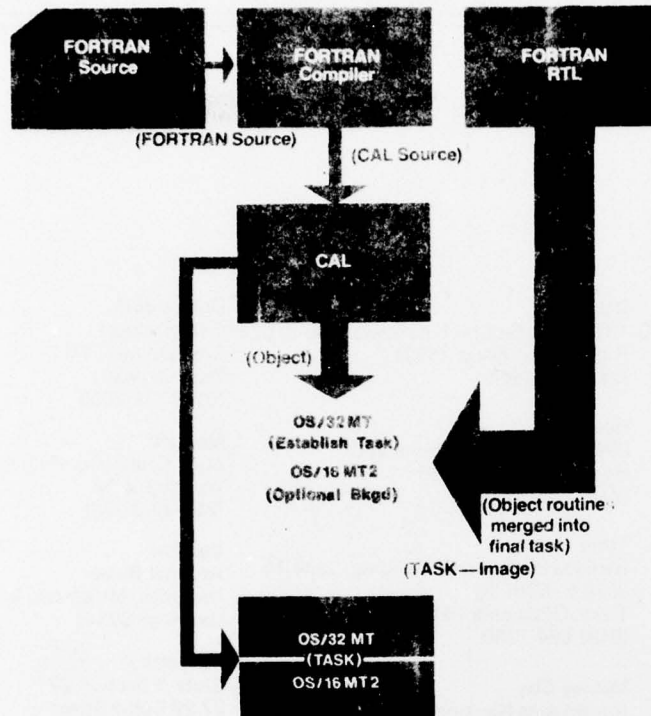 FORTRAN
Source
FORTRAN
Compiler
FORTRAN
RTL
(FORTRAN Source)
(CAL Source)
CAL
(Object)
OS/32 MT
(Establish Task)
OS/16 MT2
(Optional Bkgd)
(Object routines
merged into
final task)
(TASK—Image)
OS/32 MT
(TASK)
OS/16 MT2